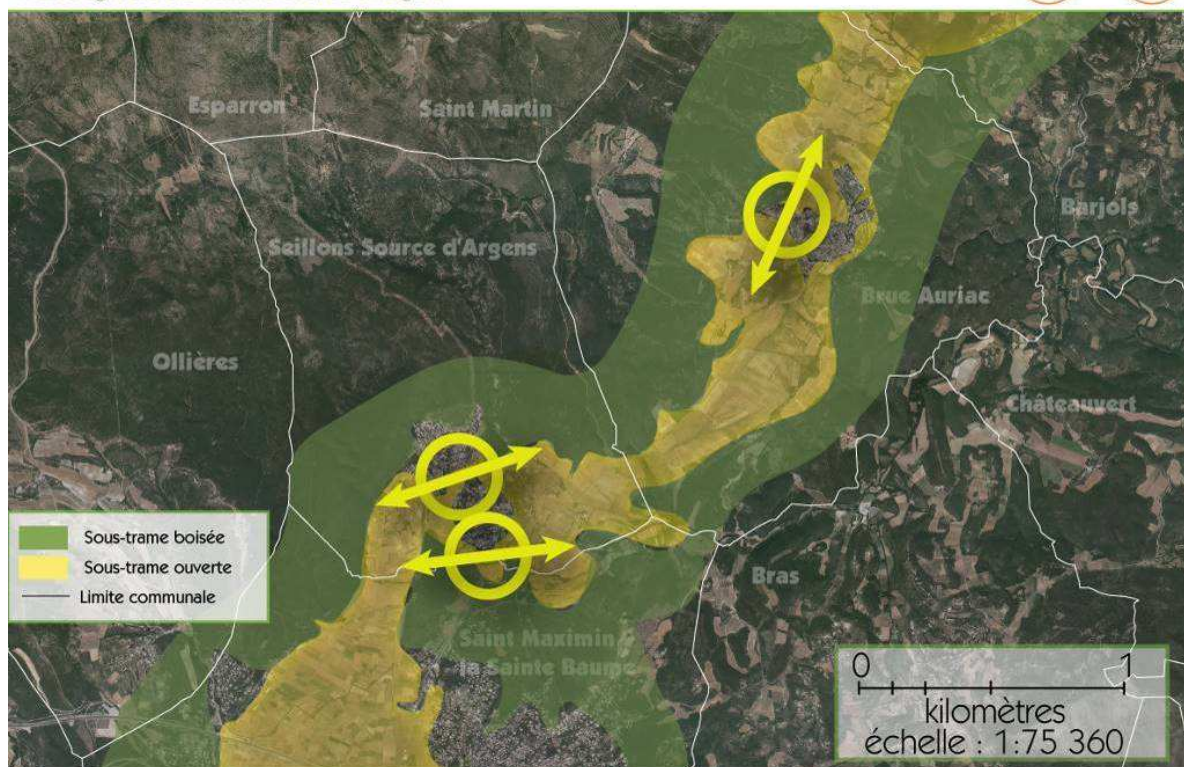 Esparron
Saint Martin
Barjols
Seillons Source d'Argens
Brue Auriac
Ollières
Châteauvert
Sous-trame boisée
Sous-trame ouverte
Limite communale
Bras
Saint Maximin
la Sainte Baume
0 1
kilomètres
échelle : 1:75 360